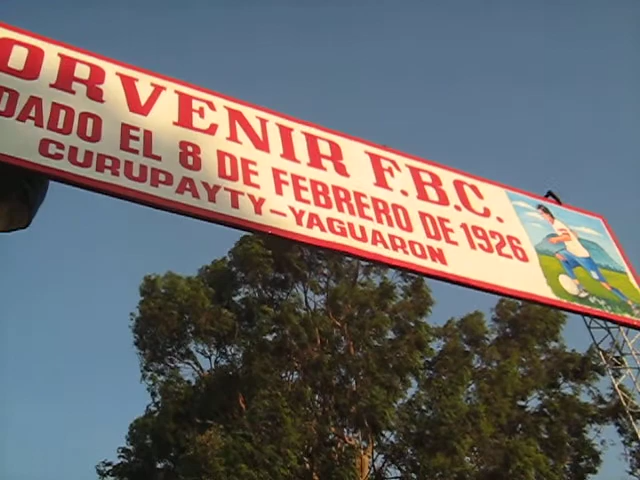 ORVENIR F.B.C.
DADO EL 8 DE FEBRERO DE 1926
CURUPAYTY-YAGUARON